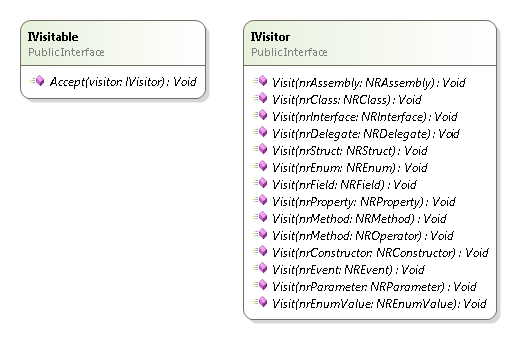 IVisitable
PublicInterface
Accept(visitor: IVisitor) : Void
IVisitor
PublicInterface
Visit(nrAssembly: NRAssembly) : Void
Visit(nrClass: NRClass) : Void
Visit(nrInterface: NRInterface) : Void
Visit(nrDelegate: NRDelegate) : Void
Visit(nrStruct: NRStruct) : Void
Visit(nrEnum: NREnum) : Void
Visit(nrField: NRField) : Void
Visit(nrProperty: NRProperty) : Void
Visit(nrMethod: NRMethod) : Void
Visit(nrMethod: NROperator) : Void
Visit(nrConstructor: NRConstructor) : Void
Visit(nrEvent: NREvent) : Void
Visit(nrParameter: NRParameter) : Void
Visit(nrEnumValue: NREnumValue) : Void